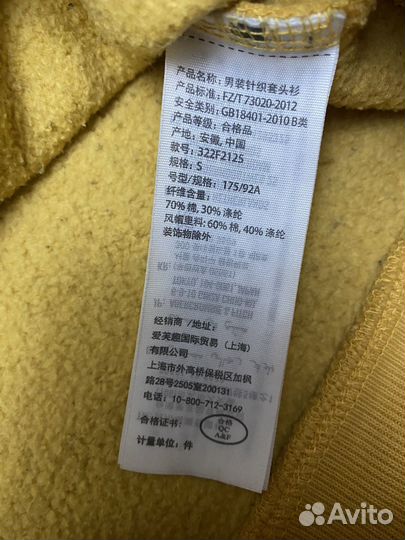 产品名称: 男装针织套头衫
产品标准: FZ/T 73020-2012
安全类别: GB18401-2010 B类
产品等级: 合格品
产地: 安徽, 中国
款号: 322F2125
规格: S
号型/规格: 175/92A
纤维含量:
70% 棉, 30% 涤纶
风帽里料: 60% 棉, 40% 涤纶
装饰物除外
经销商 /地址:
爱芙趣国际贸易 (上海)
有限公司
上海市外高桥保税区加枫
路28号2505室200131
电话: 10-800-712-3169
合格证书: 合格
QC
A&F
计量单位: 件
Avito